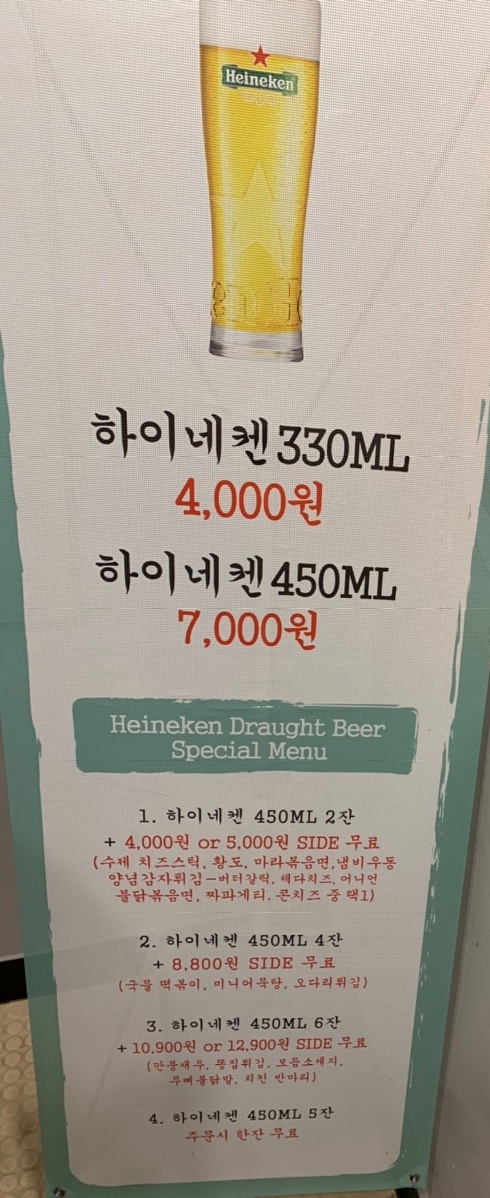 Heineken
하이네켄 330ML
4,000원
하이네켄 450ML
7,000원
Heineken Draught Beer
Special Menu
1. 하이네켄 450ML 2잔
+ 4,000원 or 5,000원 SIDE 무료
(수제 치즈스틱, 황도, 마라볶음면,냄비우동
양념감자튀김-버터갈릭, 체다치즈, 어니언
불닭볶음면, 짜파게티, 콘치즈 중 택1)
2. 하이네켄 450ML 4잔
+ 8,800원 SIDE 무료
(국물 떡볶이, 미니어묵탕, 오다리튀김)
3. 하이네켄 450ML 6잔
+ 10,900원 or 12,900원 SIDE 무료
(깐풍새우, 똥집튀김, 모듬소세지,
무뼈불닭발, 치킨 반마리)
4. 하이네켄 450ML 5잔
주문시 한잔 무료